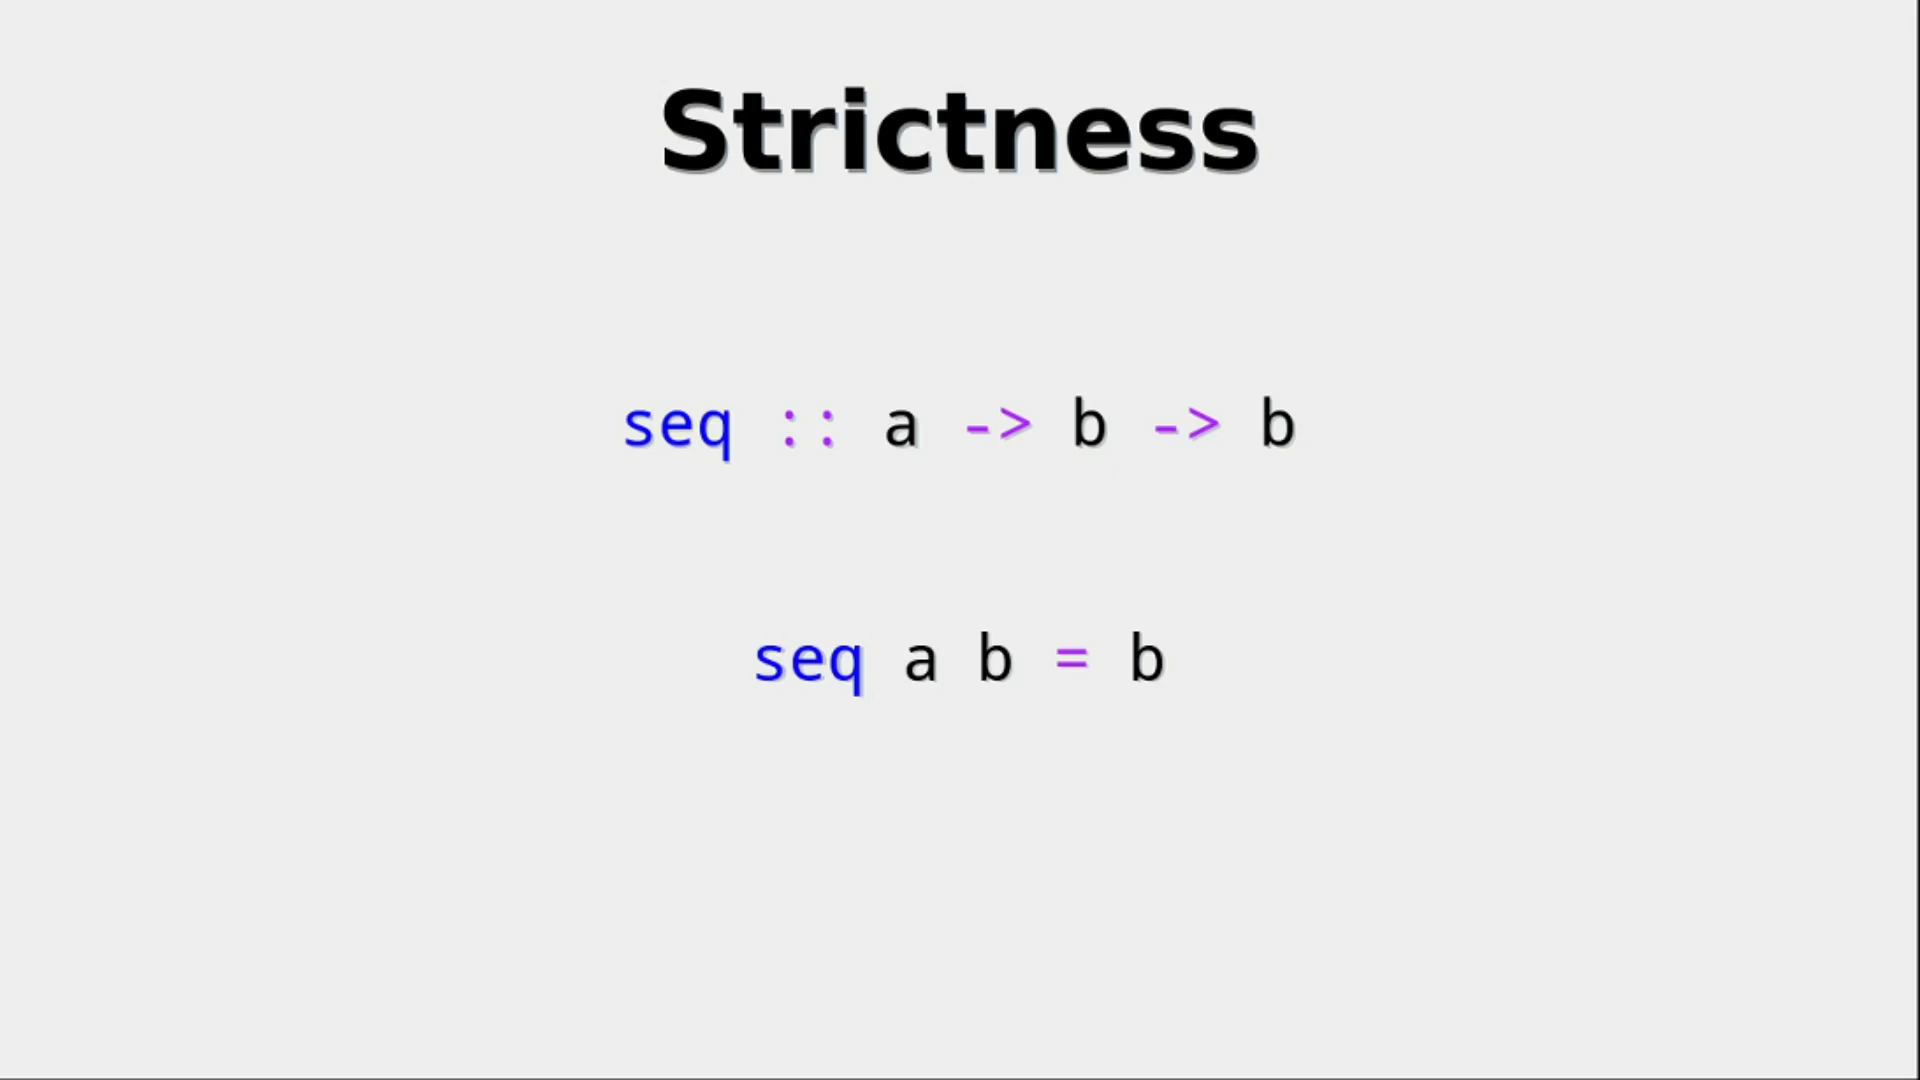 Strictness
seq :: a -> b -> b
seq a b = b